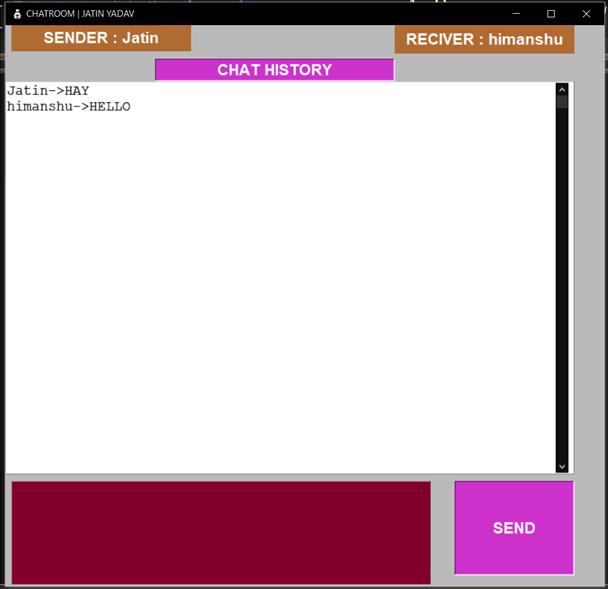 CHATROOM | JATIN YADAV
SENDER : Jatin
RECIVER : himanshu
CHAT HISTORY
Jatin->HAY
himanshu->HELLO
SEND